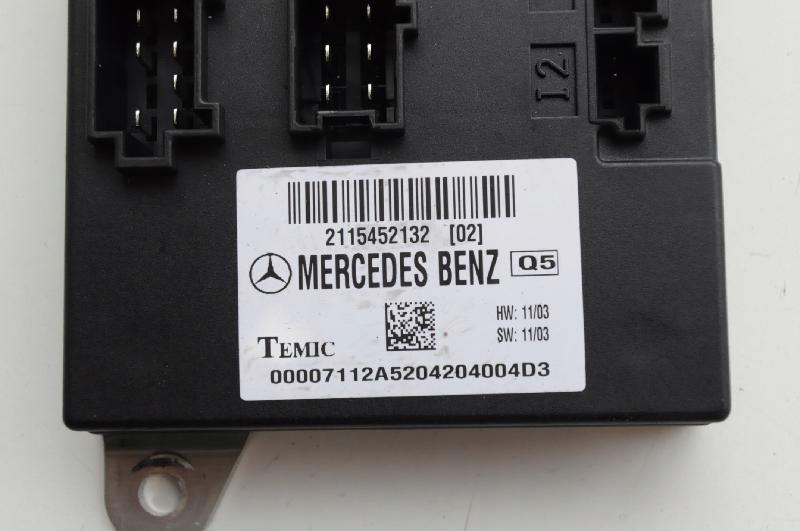 I2
2115452132 [02]
MERCEDES BENZ Q5
HW: 11/03
SW: 11/03
TEMIC
00007112A5204204004D3